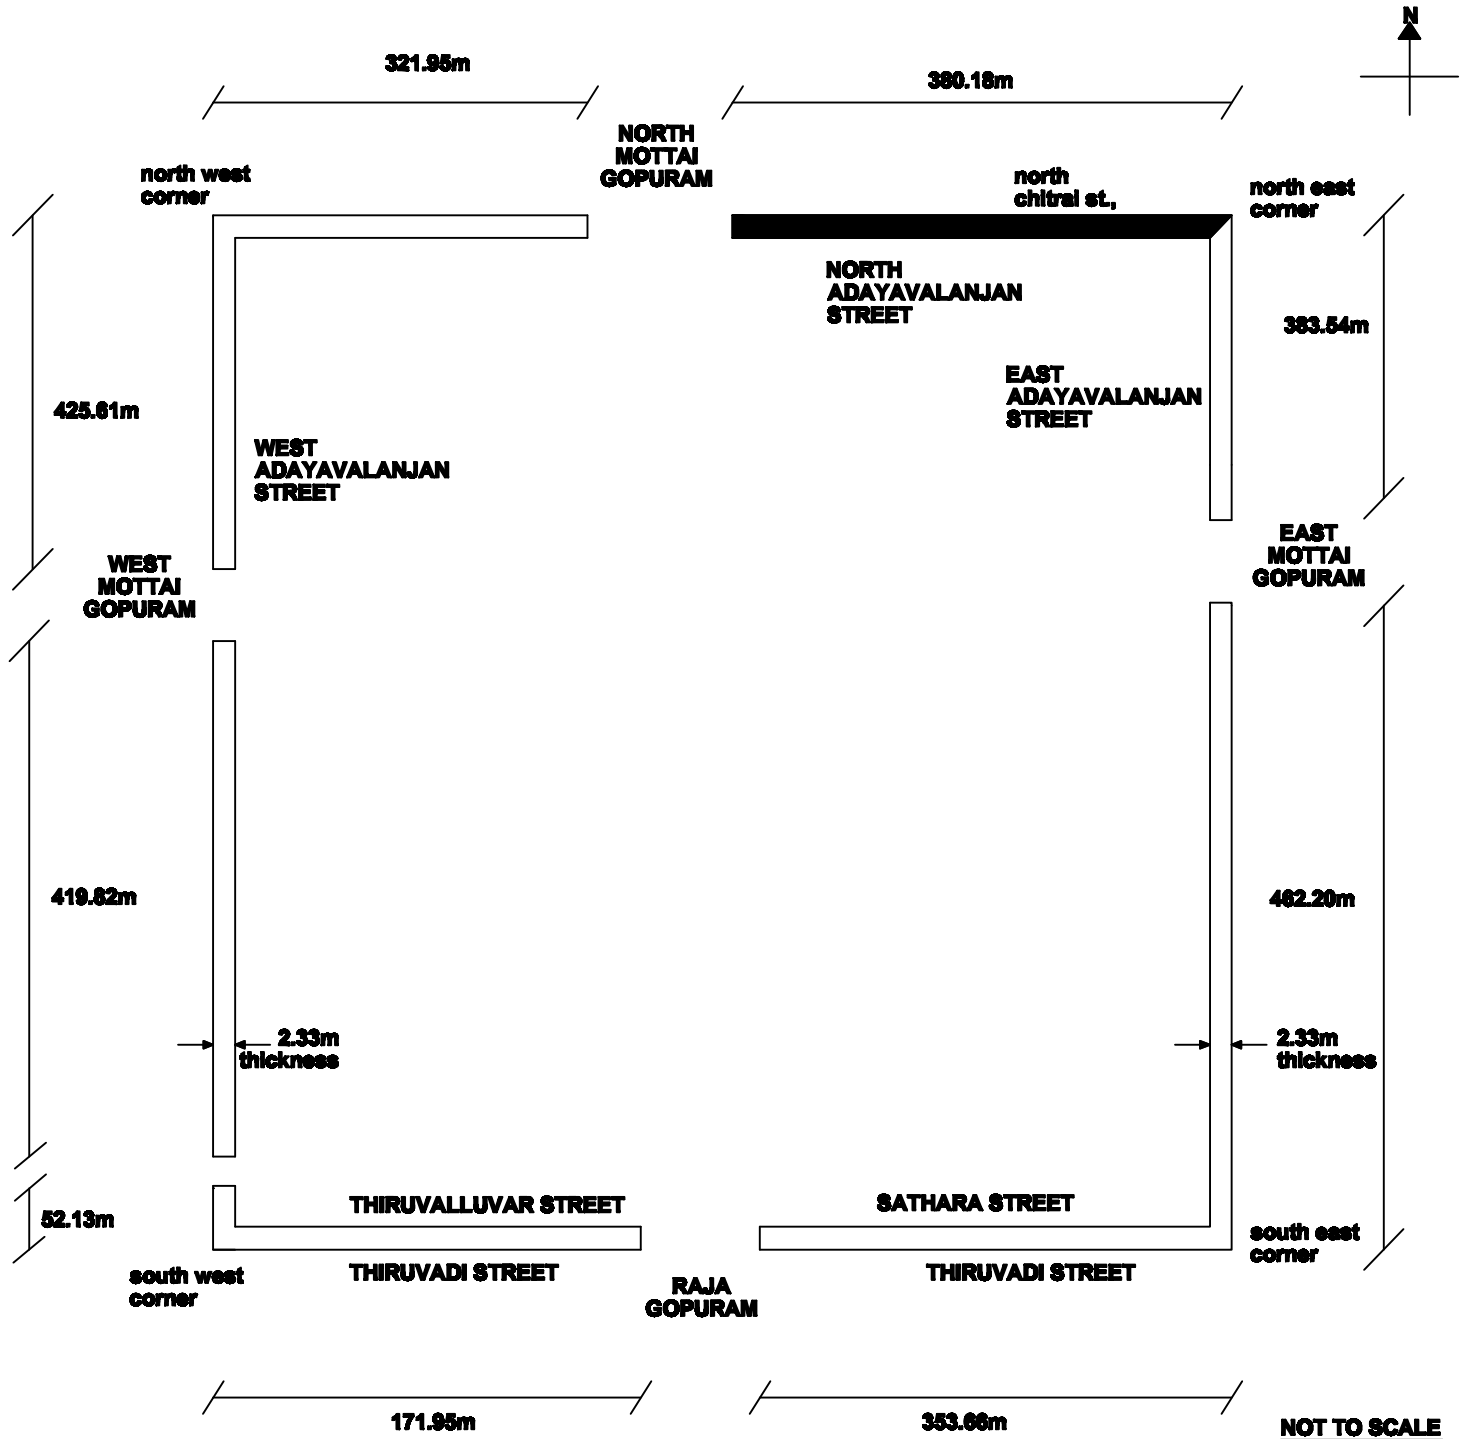 N
321.95m
380.18m
NORTH
MOTTAI
GOPURAM
north west
corner
north
chitrai st.,
north east
corner
NORTH
ADAYAVALANJAN
STREET
383.54m
EAST
ADAYAVALANJAN
STREET
425.61m
WEST
ADAYAVALANJAN
STREET
WEST
MOTTAI
GOPURAM
EAST
MOTTAI
GOPURAM
419.82m
462.20m
2.33m
thickness
2.33m
thickness
THIRUVALLUVAR STREET
SATHARA STREET
52.13m
south east
corner
south west
corner
THIRUVADI STREET
THIRUVADI STREET
RAJA
GOPURAM
171.95m
353.66m
NOT TO SCALE